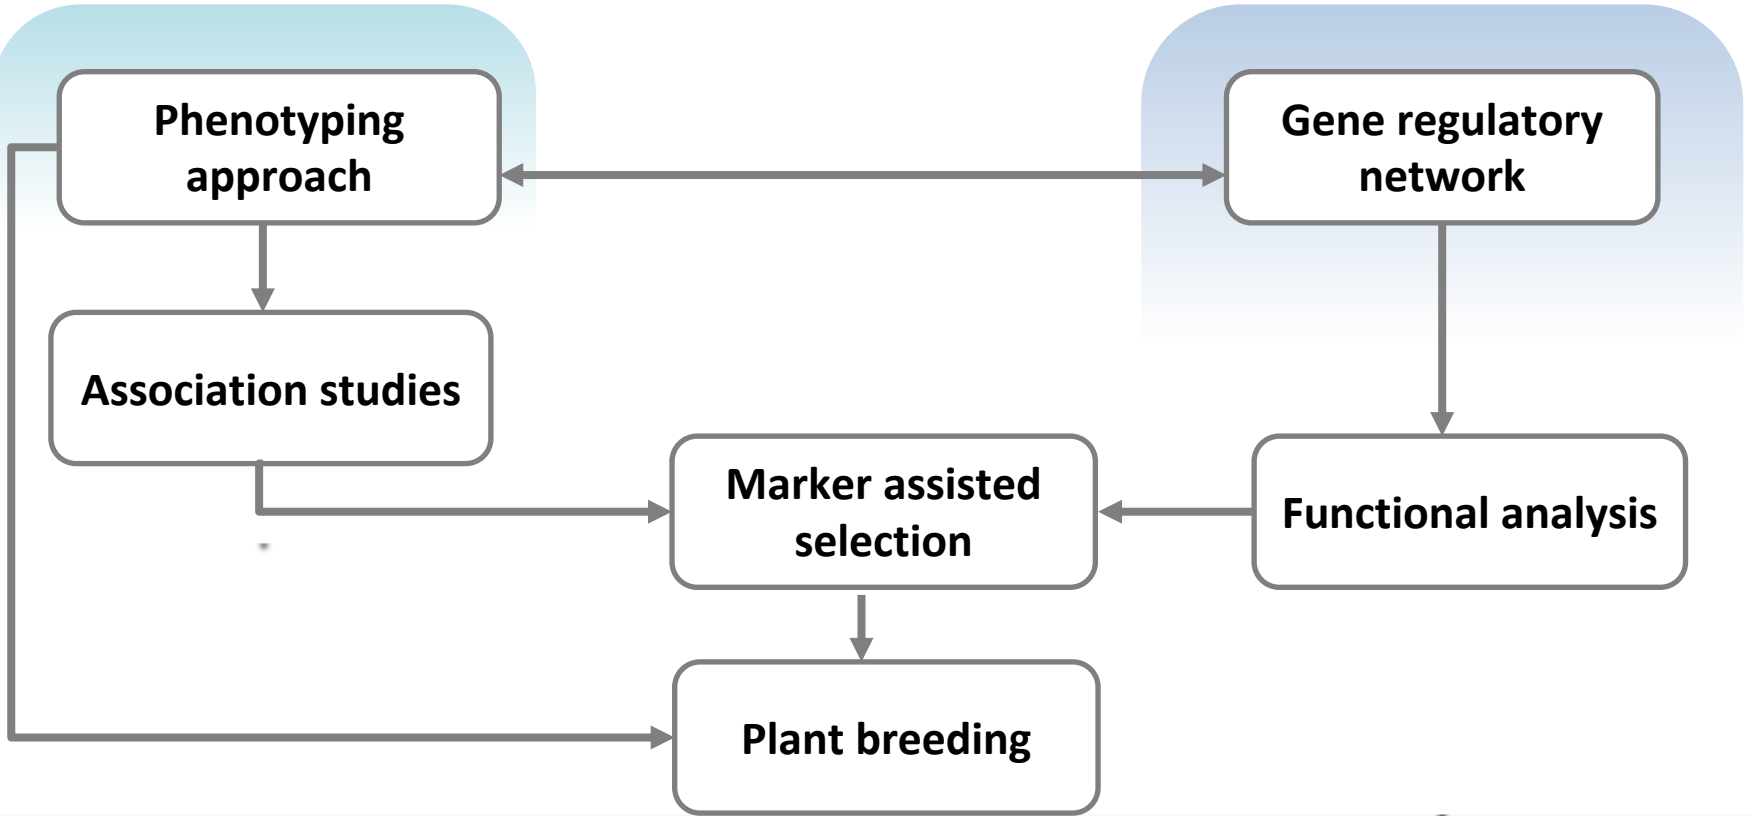 Phenotyping
approach
Gene regulatory
network
Association studies
Marker assisted
selection
Functional analysis
Plant breeding